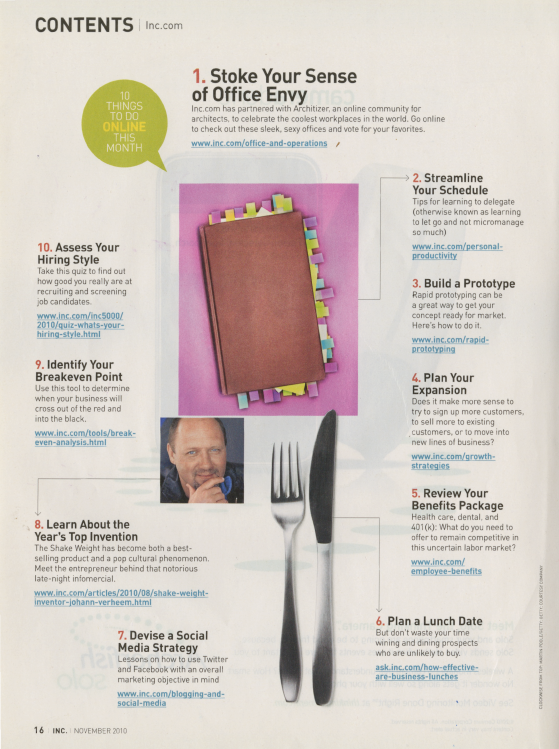 CONTENTS | Inc.com
10
THINGS
TO DO
ONLINE
THIS
MONTH
1. Stoke Your Sense
of Office Envy
Inc.com has partnered with Architizer, an online community for
architects, to celebrate the coolest workplaces in the world. Go online
to check out these sleek, sexy offices and vote for your favorites.
www.inc.com/office-and-operations
2. Streamline
Your Schedule
Tips for learning to delegate
(otherwise known as learning
to let go and not micromanage
so much)
www.inc.com/personal-
productivity
3. Build a Prototype
Rapid prototyping can be
a great way to get your
concept ready for market.
Here's how to do it.
www.inc.com/rapid-
prototyping
4. Plan Your
Expansion
Does it make more sense to
try to sign up more customers,
to sell more to existing
customers, or to move into
new lines of business?
www.inc.com/growth-
strategies
5. Review Your
Benefits Package
Health care, dental, and
401(k): What do you need to
offer to remain competitive in
this uncertain labor market?
www.inc.com/
employee-benefits
6. Plan a Lunch Date
But don't waste your time
wining and dining prospects
who are unlikely to buy.
ask.inc.com/how-effective-
are-business-lunches
7. Devise a Social
Media Strategy
Lessons on how to use Twitter
and Facebook with an overall
marketing objective in mind
www.inc.com/blogging-and-
social-media
8. Learn About the
Year's Top Invention
The Shake Weight has become both a best-
selling product and a pop cultural phenomenon.
Meet the entrepreneur behind that notorious
late-night infomercial.
www.inc.com/articles/2010/08/shake-weight-
inventor-johann-verheem.html
9. Identify Your
Breakeven Point
Use this tool to determine
when your business will
cross out of the red and
into the black.
www.inc.com/tools/break-
even-analysis.html
10. Assess Your
Hiring Style
Take this quiz to find out
how good you really are at
recruiting and screening
job candidates.
www.inc.com/inc5000/
2010/quiz-whats-your-
hiring-style.html
16 INC. | NOVEMBER 2010